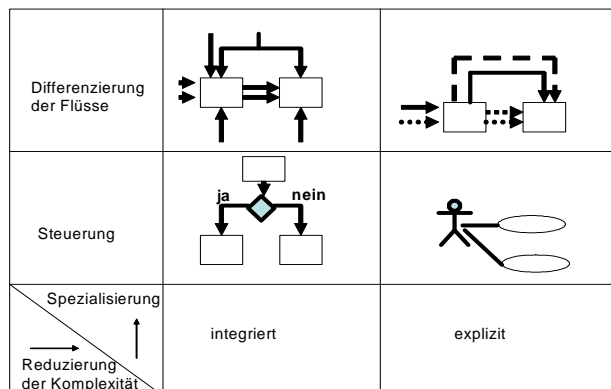 Differenzierung
der Flüsse
ja
nein
Steuerung
Spezialisierung
Reduzierung
der Komplexität
integriert
explizit